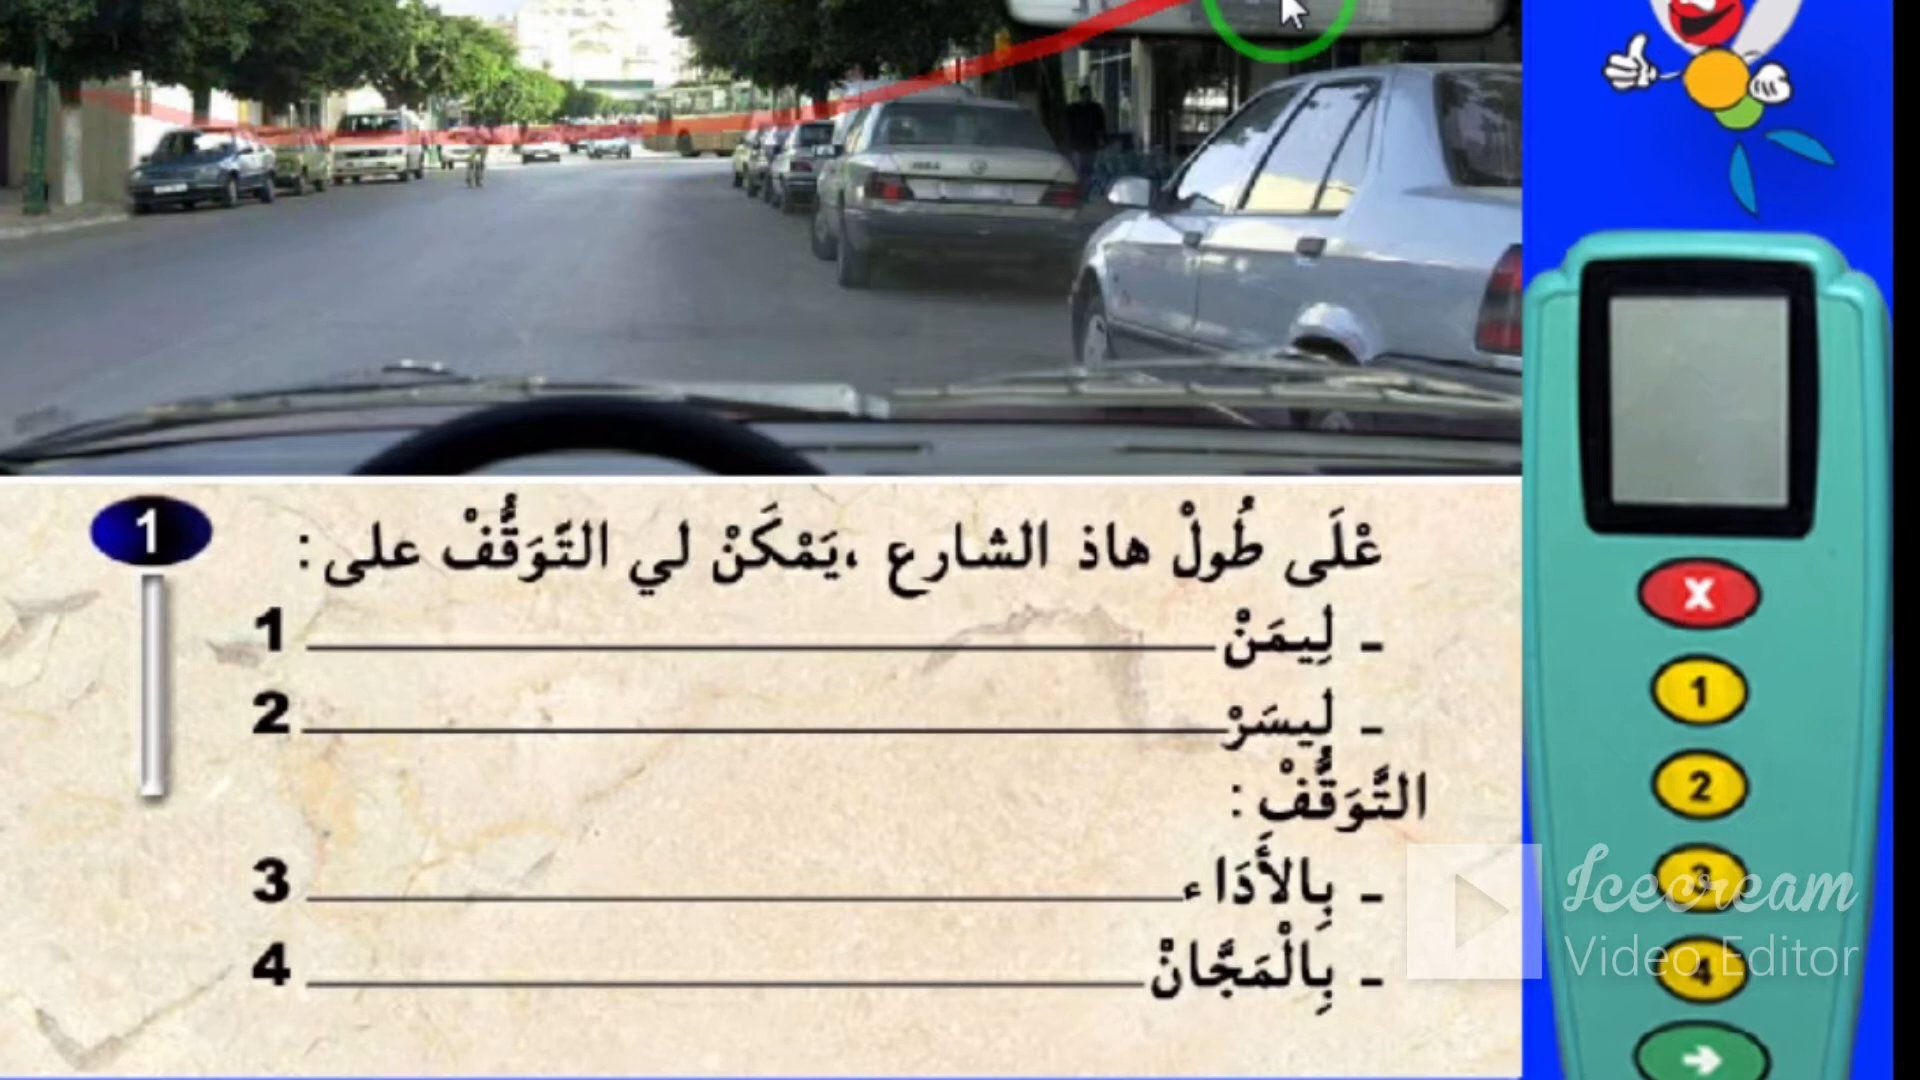 1
عْلَى طُولْ هاذ الشارع ،يَمْكَنْ لي التَّوَقُّفْ على :
- لِيمَنْ 1
- لِيسَرْ 2
التَّوَقُّفْ :
- بِالأَدَاء 3
- بِالْمَجَّانْ 4
X
1
2
3
4
Icecream
Video Editor